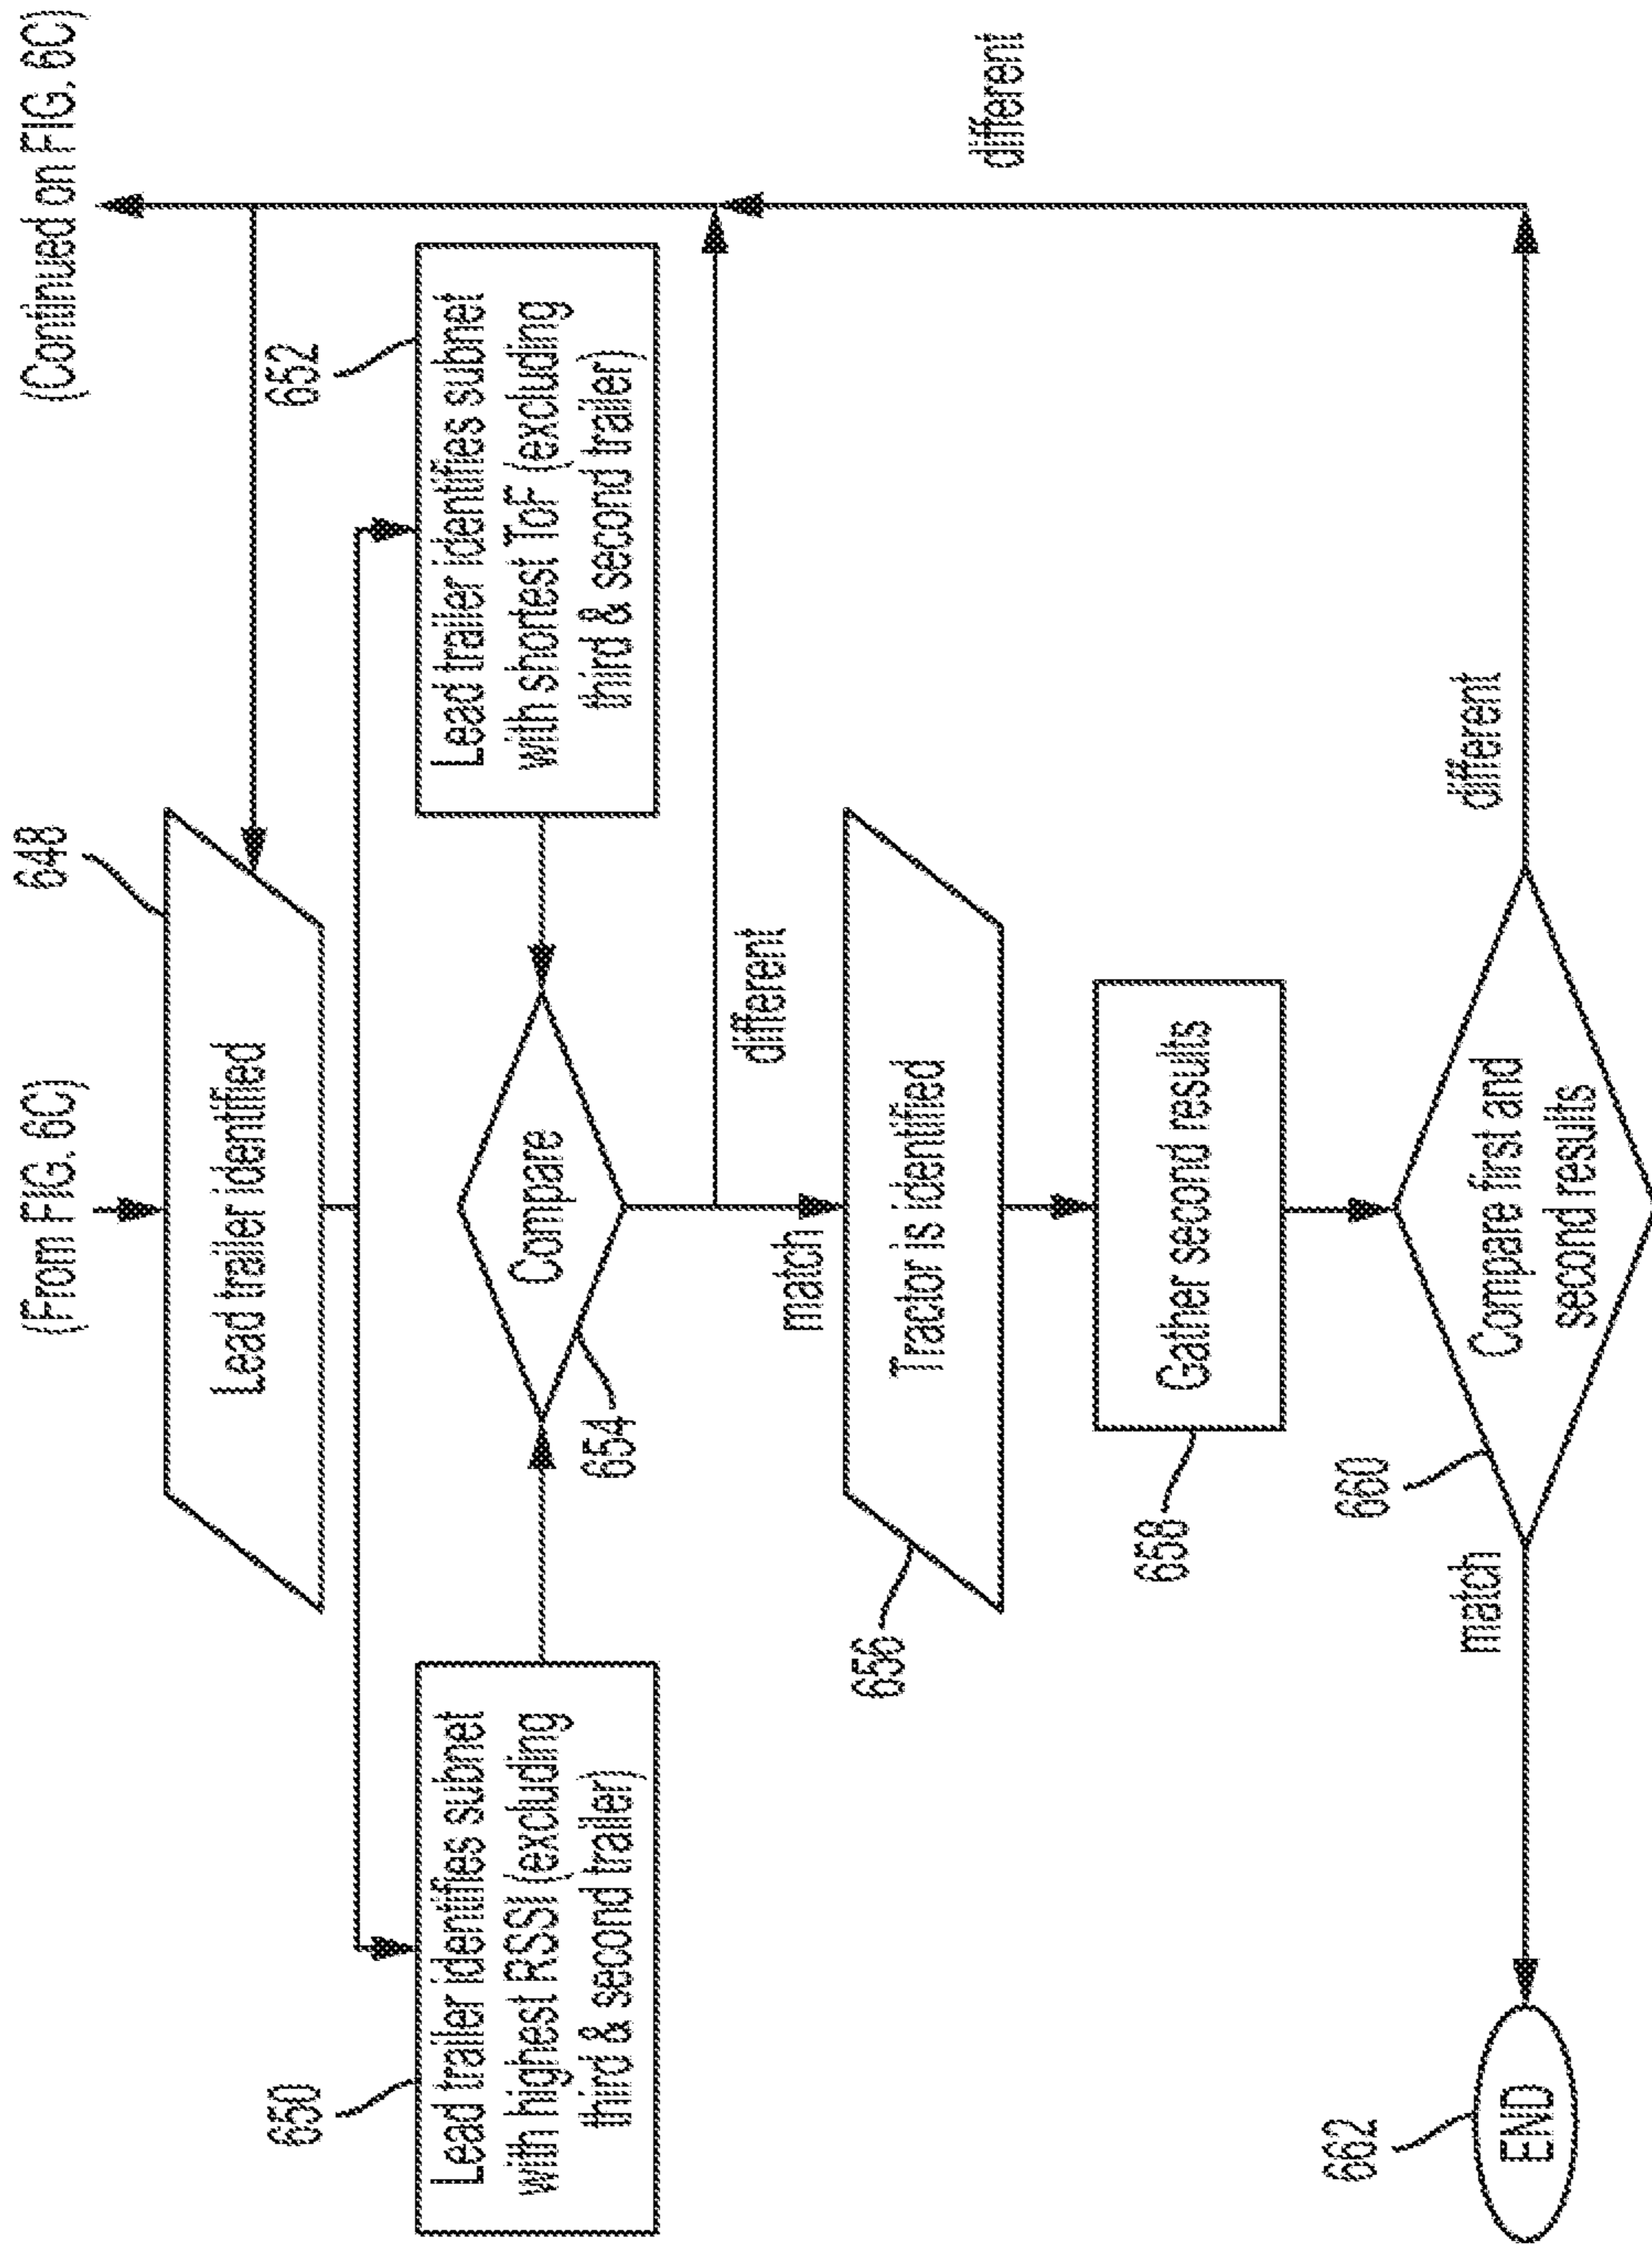 (From FIG. 6C)
(Continued on FIG. 6C)
648
Lead trailer identified
650
Lead trailer identifies subnet
with highest RSSI (excluding
third & second trailer)
652
Lead trailer identifies subnet
with shortest ToF (excluding
third & second trailer)
Compare
654
different
different
match
Tractor is identified
656
Gather second results
658
Compare first and
second results
660
match
different
END
662